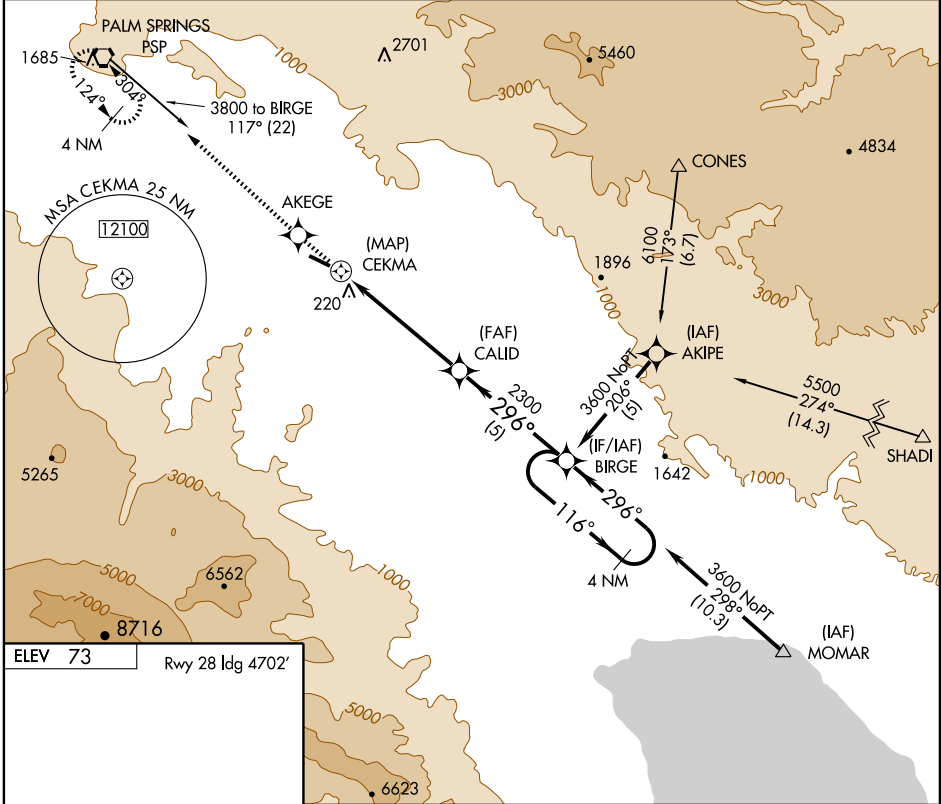 PALM SPRINGS
PSP
1685
304°
124°
4 NM
3800 to BIRGE
117° (22)
1000
2701
5460
3000
4834
CONES
MSA CEKMA 25 NM
12100
AKEGE
(MAP)
CEKMA
220
6100
173°
(6.7)
1896
1000
3000
(IAF)
AKIPE
(FAF)
CALID
3600 NoPT
206°
(5)
5500
274°
(14.3)
SHADI
2300
296°
(5)
(IF/IAF)
BIRGE
1642
1000
5265
3000
296°
116°
4 NM
1000
6562
5000
7000
8716
3600 NoPT
298°
(10.3)
(IAF)
MOMAR
ELEV 73
Rwy 28 ldg 4702'
5000
6623